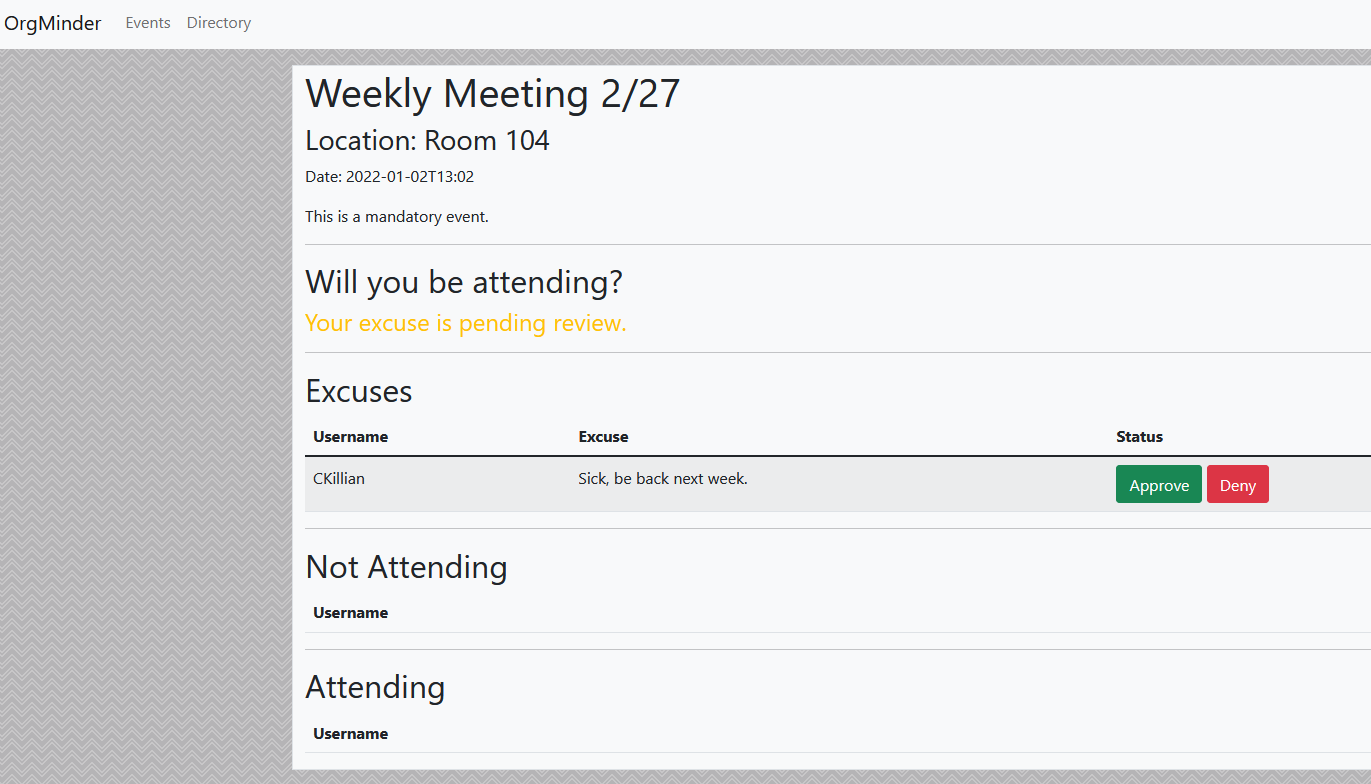 OrgMinder Events Directory
Weekly Meeting 2/27
Location: Room 104
Date: 2022-01-02T13:02
This is a mandatory event.
Will you be attending?
Your excuse is pending review.
Excuses
Username Excuse Status
CKillian Sick, be back next week. Approve Deny
Not Attending
Username
Attending
Username